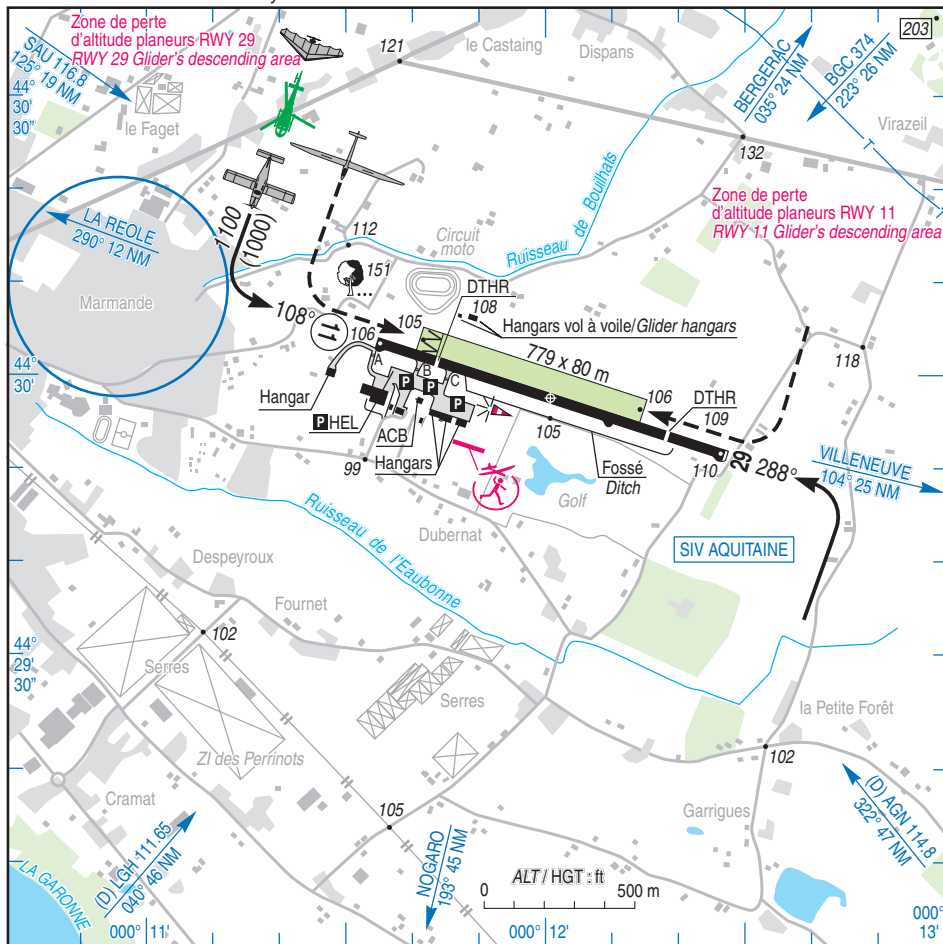 Zone de perte
d'altitude planeurs RWY 29
RWY 29 Glider's descending area
SAU 116.8
125° 19 NM
44°
30'
30"
le Faget
121
le Castaing
Dispans
BERGERAC
035° 24 NM
BGC 374
223° 26 NM
203
Virazeil
132
Zone de perte
d'altitude planeurs RWY 11
RWY 11 Glider's descending area
LA REOLE
290° 12 NM
Marmande
1100
(1000)
112
Circuit
moto
Ruisseau de Bouilhats
151
108°
11
DTHR
108
Hangars vol à voile/Glider hangars
105
106
779 x 80 m
118
44°
30'
A
B
C
P
P
P
Hangar
P HEL
ACB
Hangars
99
105
106
DTHR
109
110
29
288°
Fossé
Ditch
Golf
VILLENEUVE
104° 25 NM
Dubernat
SIV AQUITAINE
Ruisseau de l'Eaubonne
Despeyroux
Fournet
102
44°
29'
30"
Serres
Serres
ZI des Perrinots
la Petite Forêt
102
Cramat
105
Garrigues
(D) AGN 114.8
322° 47 NM
(D) LGH 111.65
040° 46 NM
LA GARONNE
NOGARO
193° 45 NM
ALT / HGT : ft
0
500 m
000° 11'
000° 12'
000°
13'